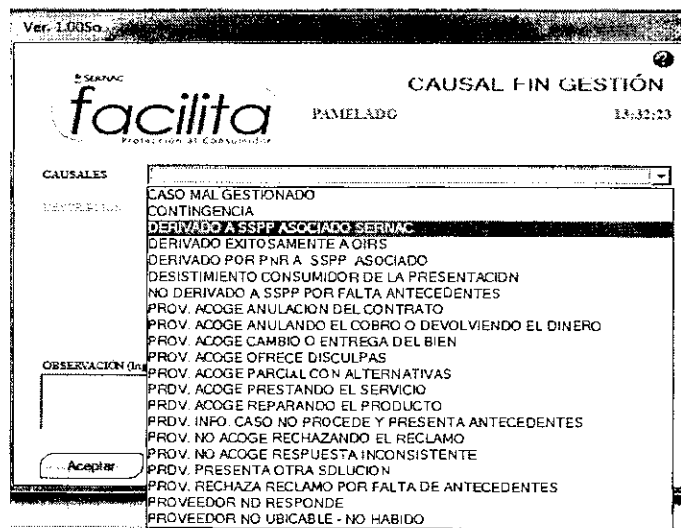 Ver. 1.005o
SERNAC
facilita
Protección al Consumidor
CAUSAL FIN GESTIÓN
PAMELADO
13:32:23
CAUSALES
CASO MAL GESTIONADO
CONTINGENCIA
DERIVADO A SSPP ASOCIADO SERNAC
DERIVADO EXITOSAMENTE A OIRS
DERIVADO POR PNR A SSPP ASOCIADO
DESISTIMIENTO CONSUMIDOR DE LA PRESENTACION
NO DERIVADO A SSPP POR FALTA ANTECEDENTES
PROV. ACOGE ANULACION DEL CONTRATO
PROV. ACOGE ANULANDO EL COBRO O DEVOLVIENDO EL DINERO
PROV. ACOGE CAMBIO O ENTREGA DEL BIEN
PROV. ACOGE OFRECE DISCULPAS
PROV. ACOGE PARCIAL CON ALTERNATIVAS
PROV. ACOGE PRESTANDO EL SERVICIO
PROV. ACOGE REPARANDO EL PRODUCTO
PROV. INFO. CASO NO PROCEDE Y PRESENTA ANTECEDENTES
PROV. NO ACOGE RECHAZANDO EL RECLAMO
PROV. NO ACOGE RESPUESTA INCONSISTENTE
PROV. PRESENTA OTRA SOLUCION
PROV. RECHAZA RECLAMO POR FALTA DE ANTECEDENTES
PROVEEDOR NO RESPONDE
PROVEEDOR NO UBICABLE - NO HABIDO
OBSERVACIÓN (In
Aceptar